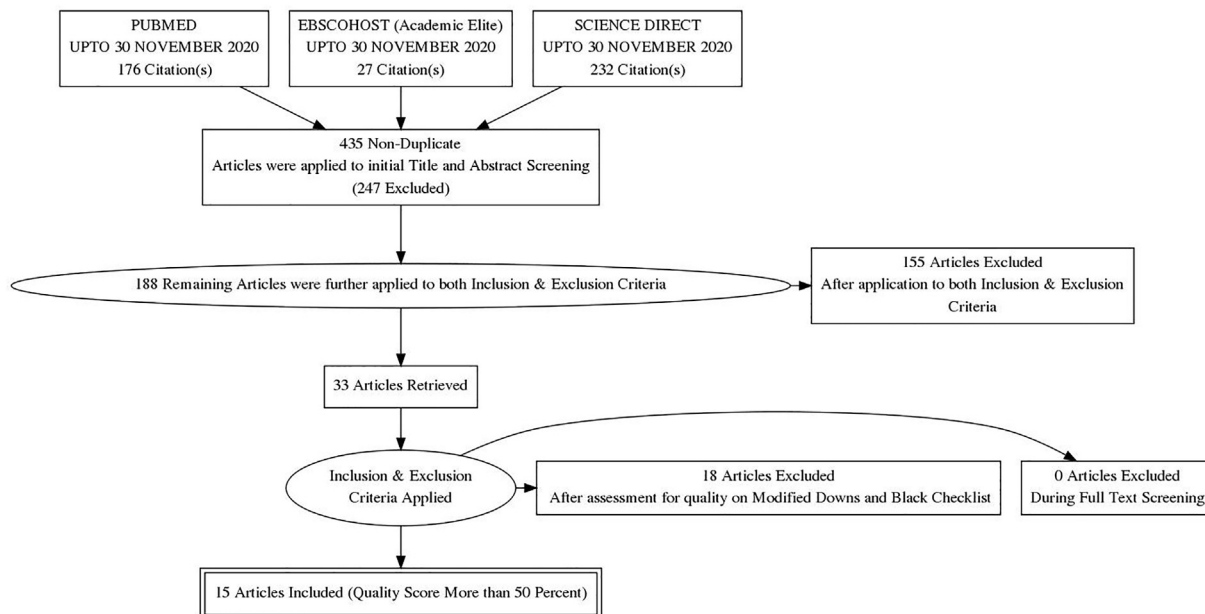 PUBMED
UPTO 30 NOVEMBER 2020
176 Citation(s)
EBSCOHOST (Academic Elite)
UPTO 30 NOVEMBER 2020
27 Citation(s)
SCIENCE DIRECT
UPTO 30 NOVEMBER 2020
232 Citation(s)
435 Non-Duplicate
Articles were applied to initial Title and Abstract Screening
(247 Excluded)
188 Remaining Articles were further applied to both Inclusion & Exclusion Criteria
155 Articles Excluded
After application to both Inclusion & Exclusion
Criteria
33 Articles Retrieved
Inclusion & Exclusion
Criteria Applied
18 Articles Excluded
After assessment for quality on Modified Downs and Black Checklist
0 Articles Excluded
During Full Text Screening
15 Articles Included (Quality Score More than 50 Percent)